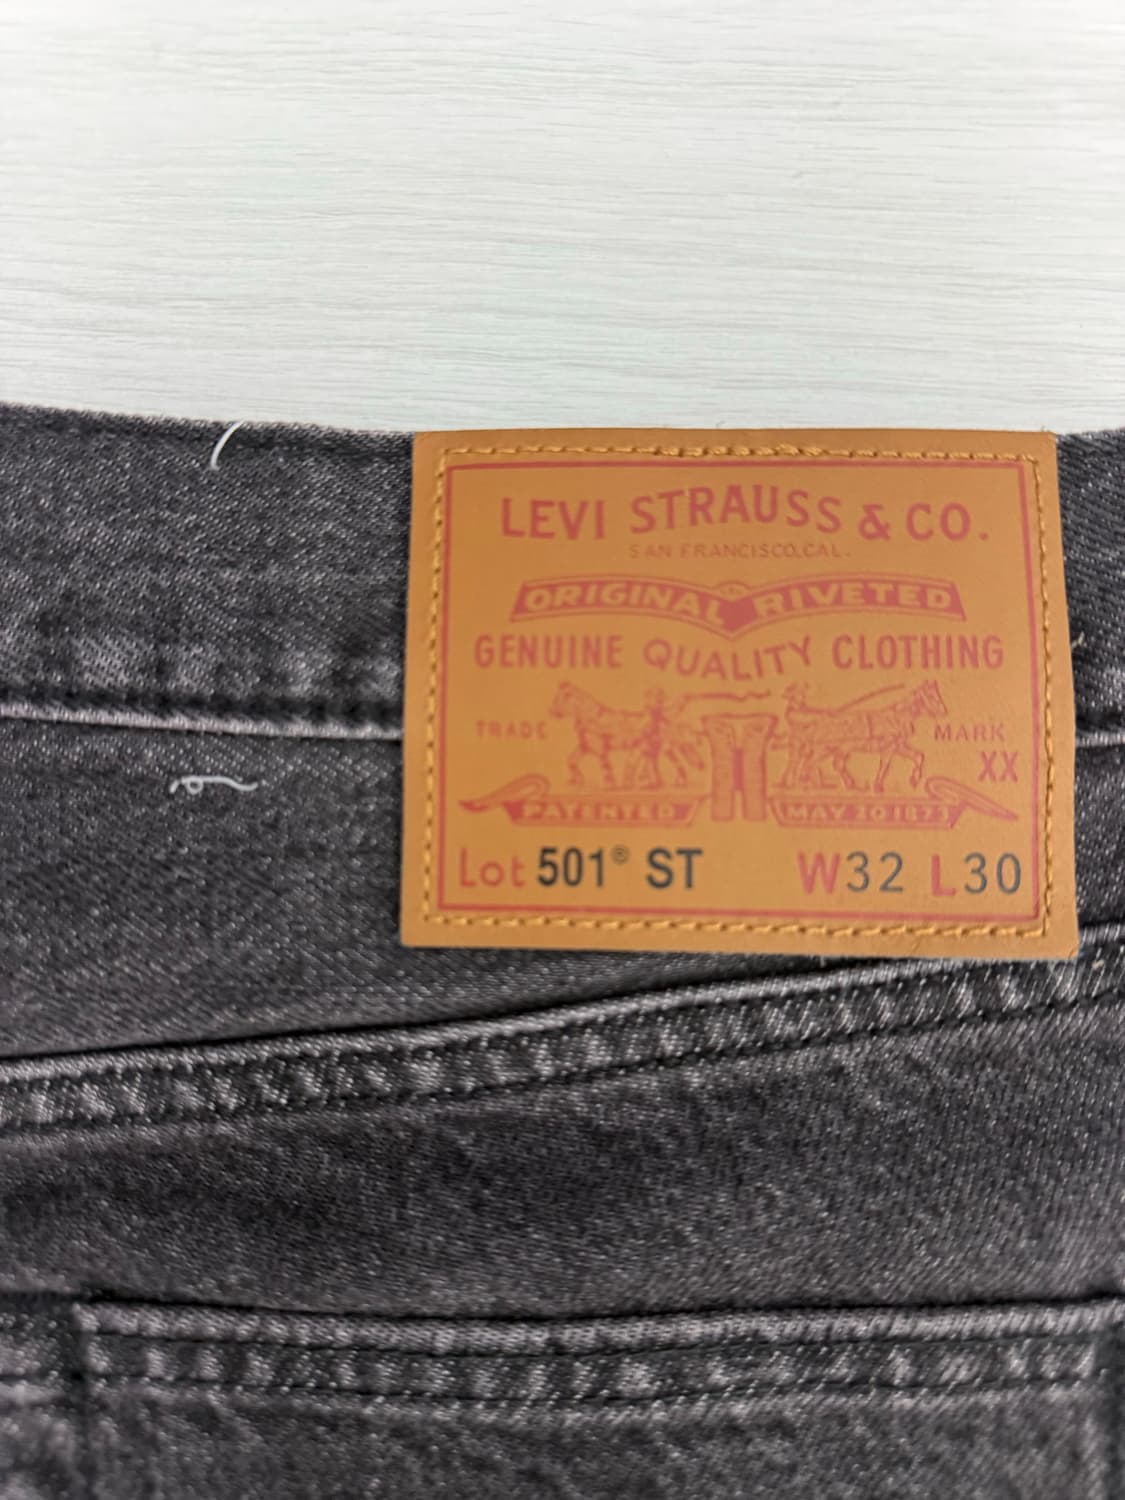 LEVI STRAUSS & CO.
SAN FRANCISCO, CAL.
ORIGINAL RIVETED
GENUINE QUALITY CLOTHING
TRADE MARK
XX
PATENTED MAY 20 1873
Lot 501® ST W32 L30